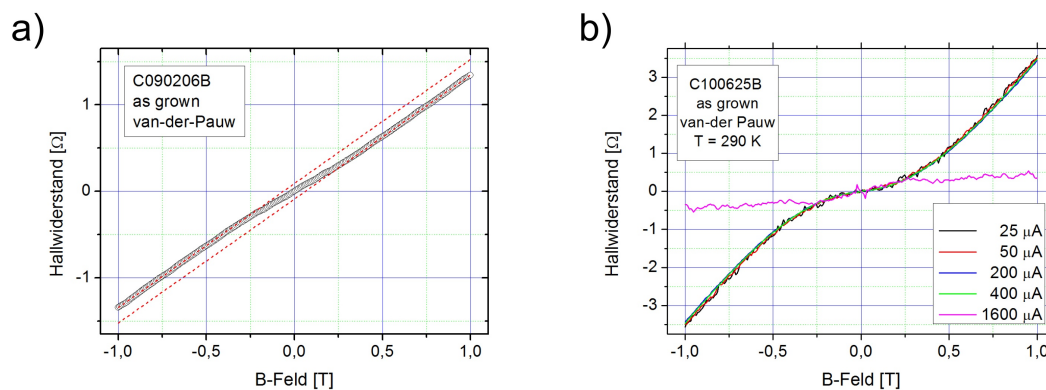 a)
C090206B
as grown
van-der-Pauw
Hallwiderstand [Ω]
1
0
-1
-1,0
-0,5
0,0
0,5
1,0
B-Feld [T]
b)
C100625B
as grown
van-der Pauw
T = 290 K
Hallwiderstand [Ω]
3
2
1
0
-1
-2
-3
25 µA
50 µA
200 µA
400 µA
1600 µA
-1,0
-0,5
0,0
0,5
1,0
B-Feld [T]